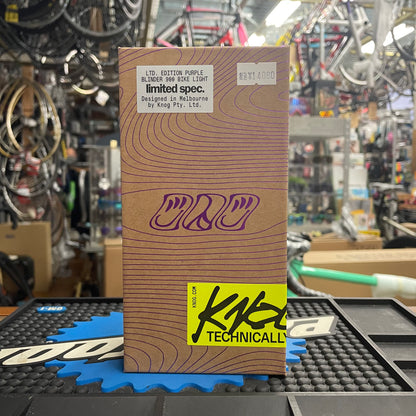 LTD. EDITION PURPLE
BLINDER 900 BIKE LIGHT
limited spec.
Designed in Melbourne
by Knog Pty. Ltd.
KNOG.COM
Knog
TECHNICALLY